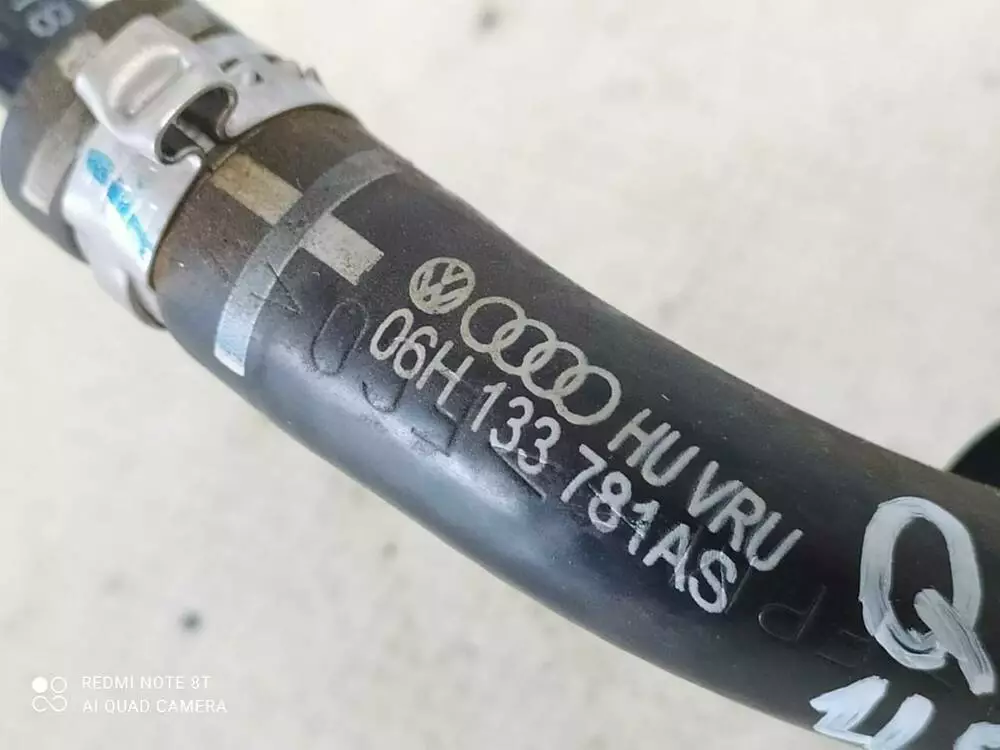 HU VRU
06H 133 781AS
Q
REDMI NOTE 8T
AI QUAD CAMERA